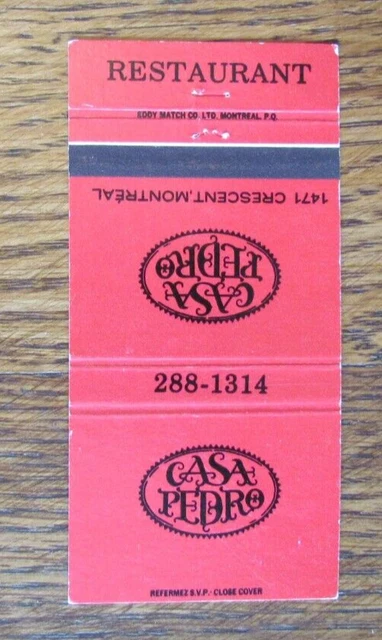 RESTAURANT
EDDY MATCH CO. LTD. MONTREAL, P.Q.
1471 CRESCENT, MONTRÉAL
CASA
PEDRO
288-1314
CASA
PEDRO
REFERMEZ S.V.P.- CLOSE COVER